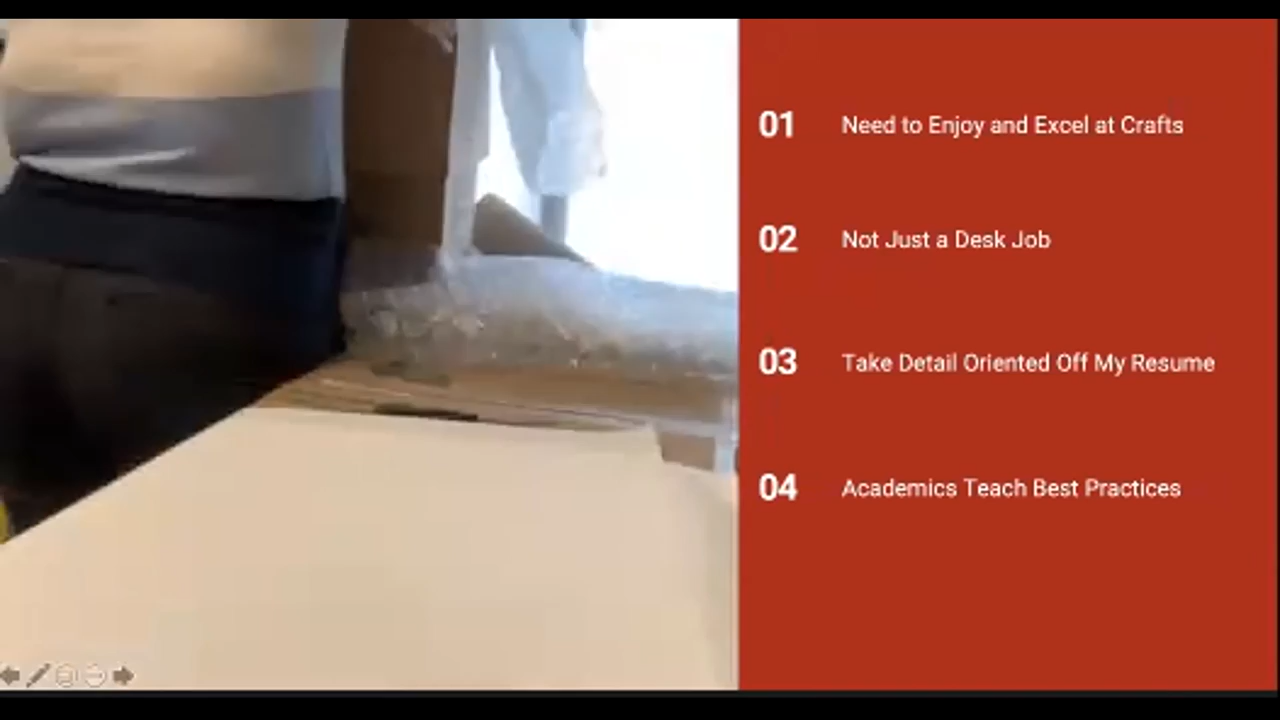 01 Need to Enjoy and Excel at Crafts
02 Not Just a Desk Job
03 Take Detail Oriented Off My Resume
04 Academics Teach Best Practices